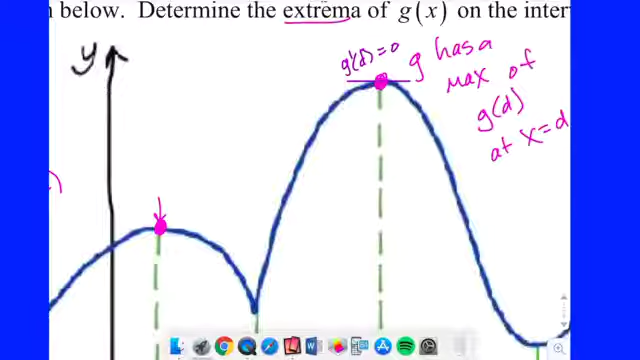 n below. Determine the extrema of g(x) on the inter
y
g'(d)=0
g has a
max of
g(d)
at x=d
)